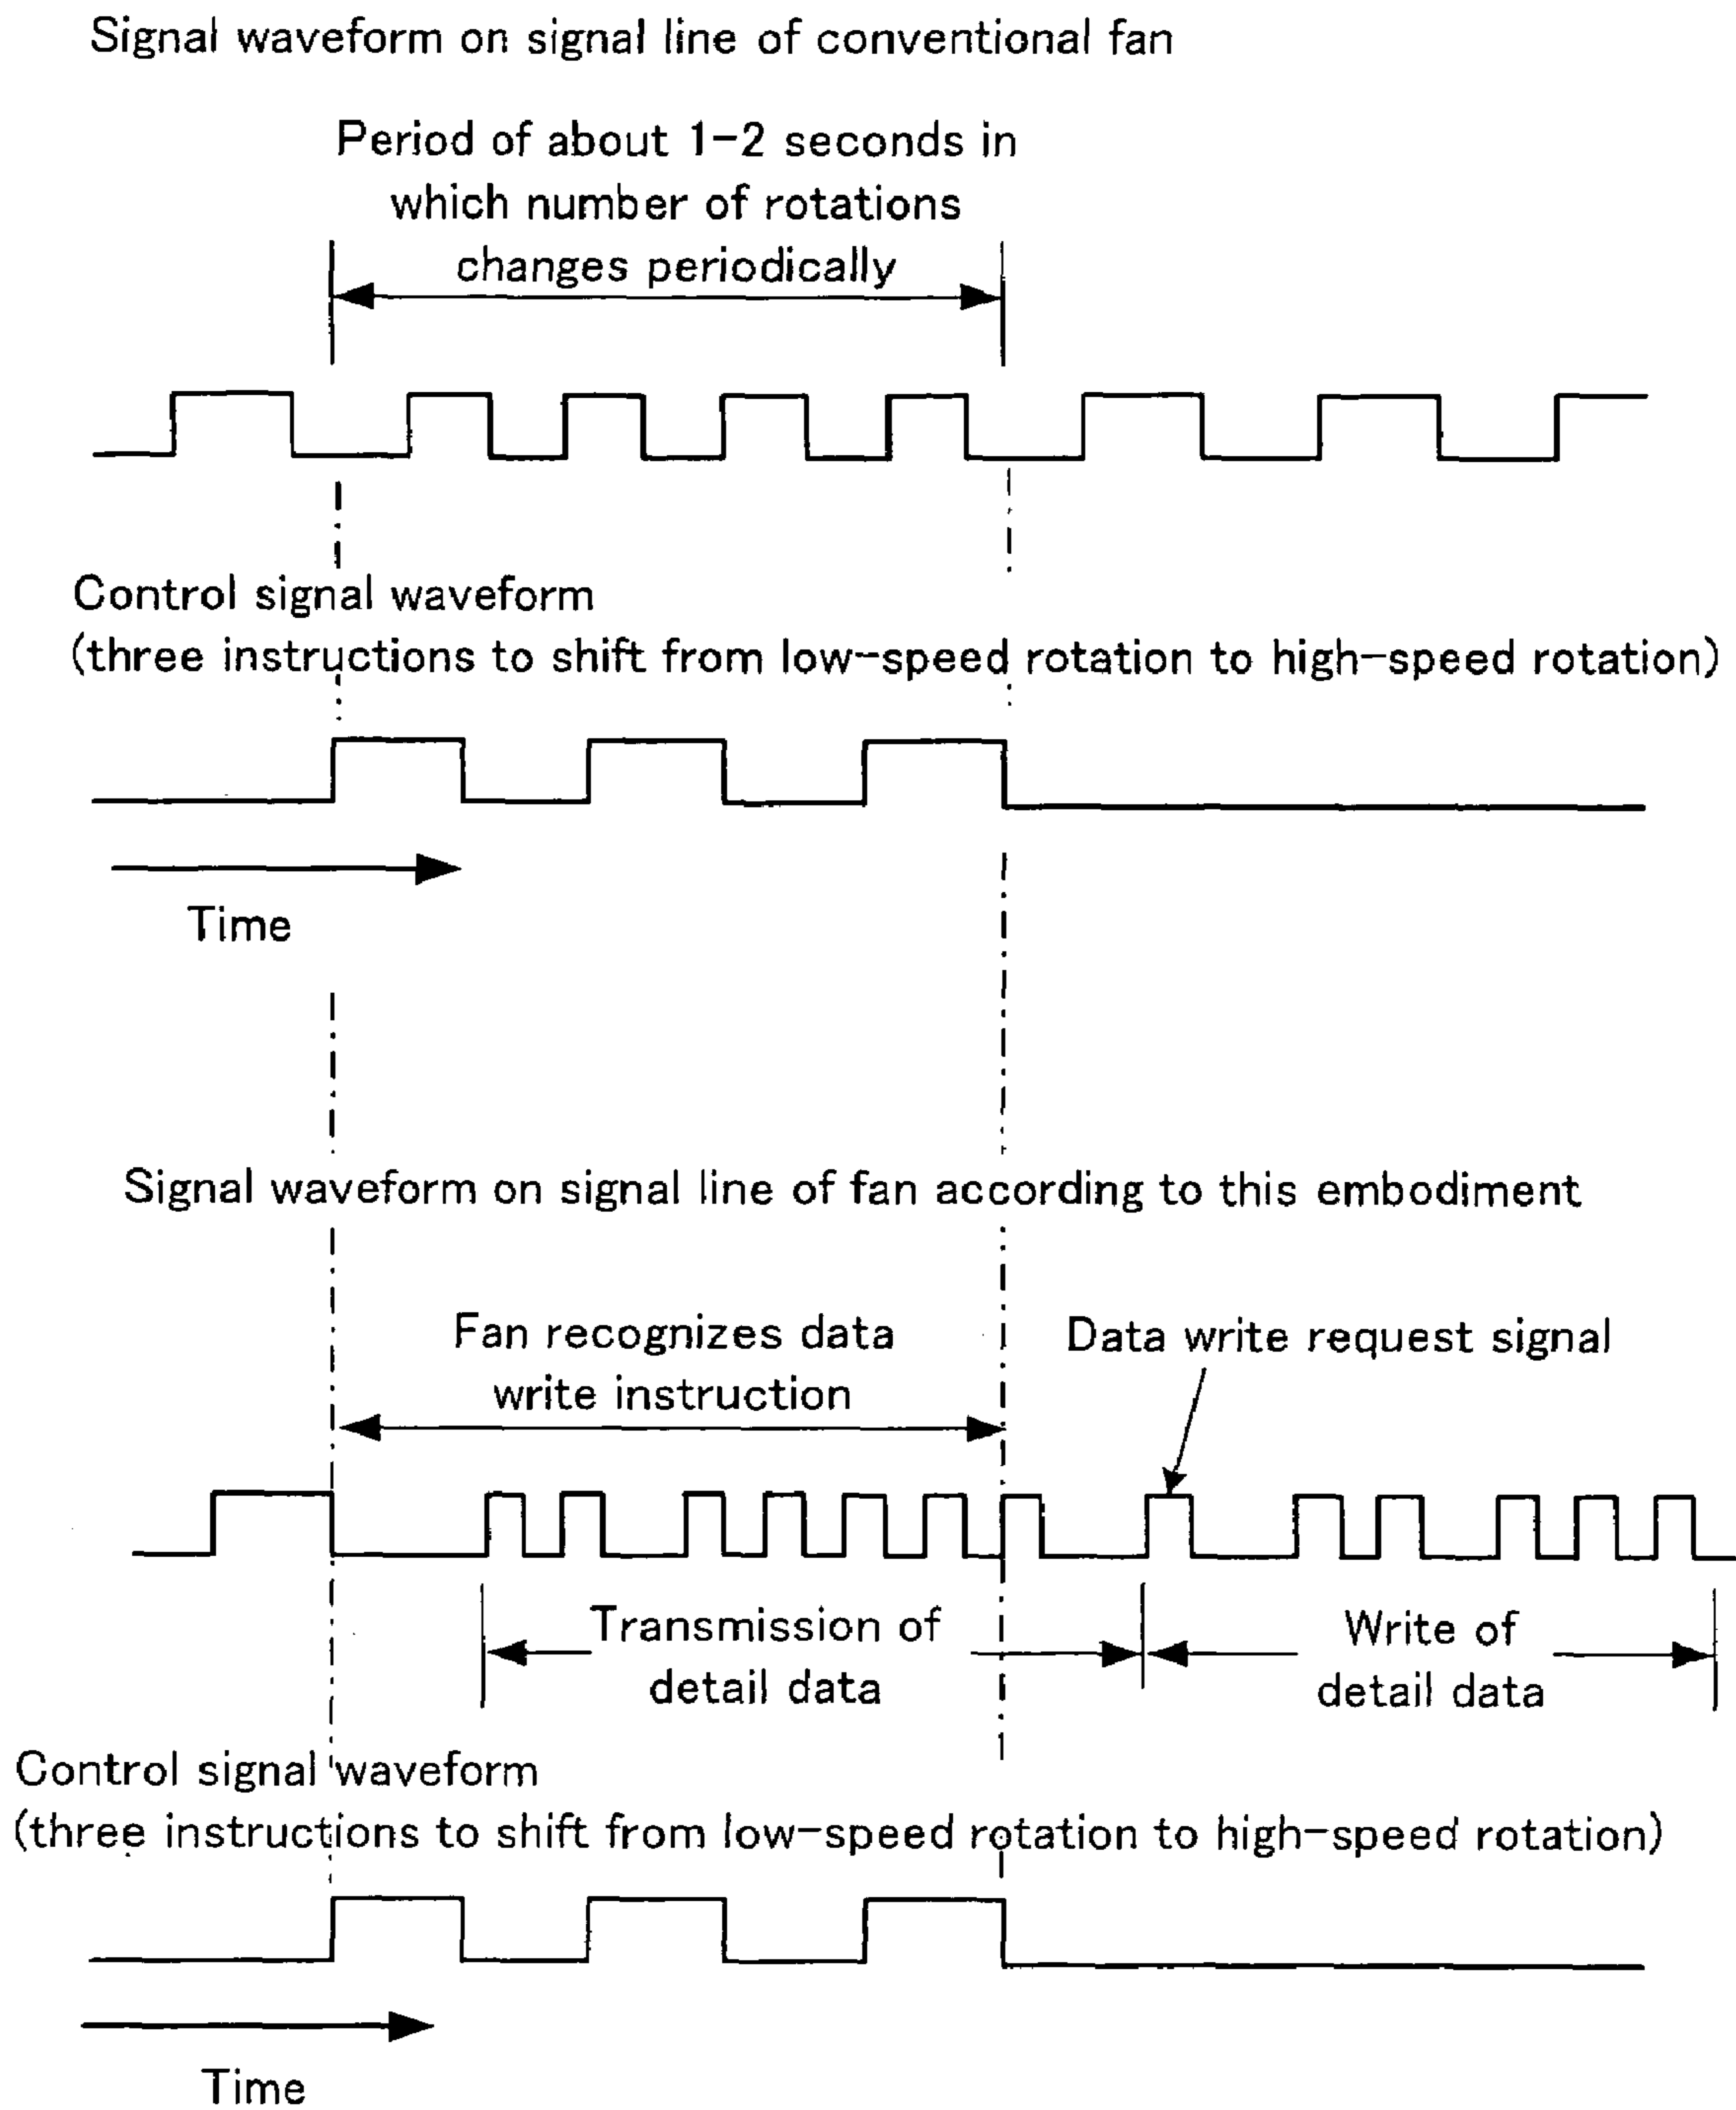 Signal waveform on signal line of conventional fan
Period of about 1-2 seconds in
which number of rotations
changes periodically
Control signal waveform
(three instructions to shift from low-speed rotation to high-speed rotation)
Time
Signal waveform on signal line of fan according to this embodiment
Fan recognizes data
write instruction
Data write request signal
Transmission of
detail data
Write of
detail data
Control signal waveform
(three instructions to shift from low-speed rotation to high-speed rotation)
Time